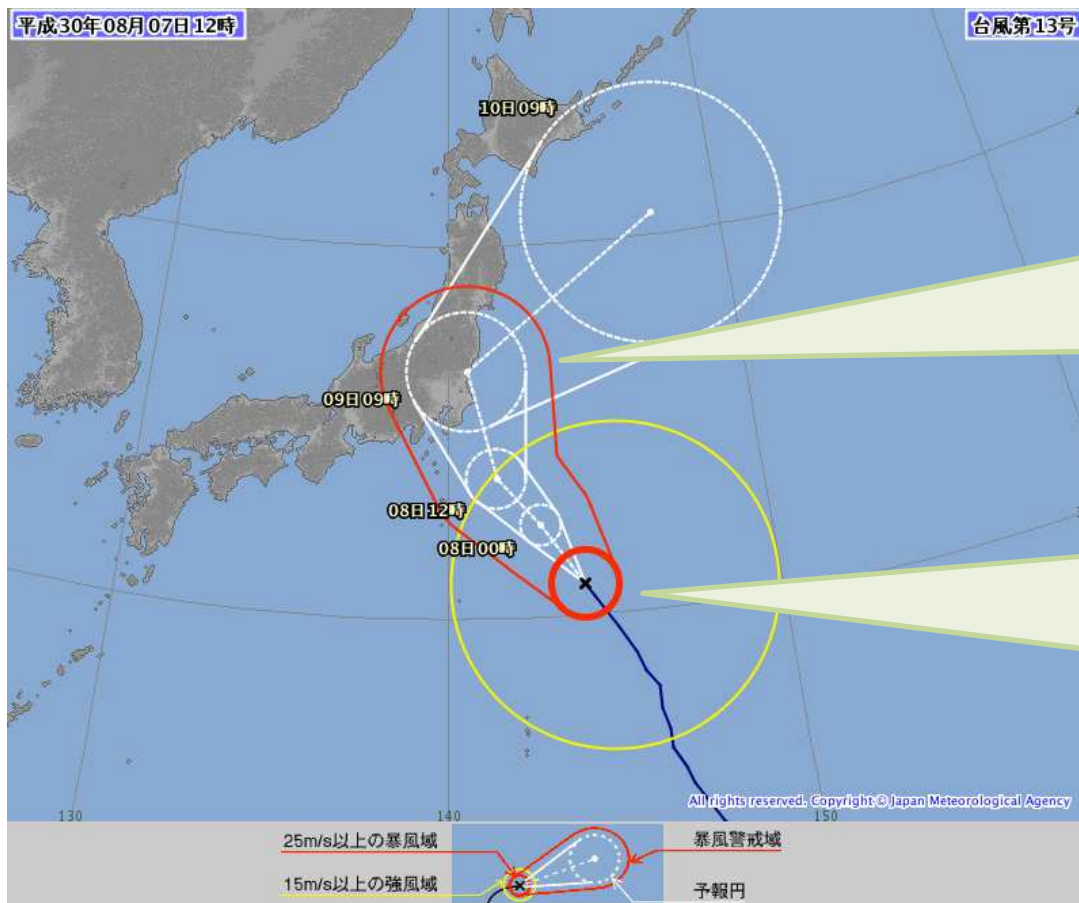 平成30年08月07日12時
台風第13号
10日09時
09日09時
08日12時
08日00時
All rights reserved. Copyright © Japan Meteorological Agency
130
140
150
25m/s以上の暴風域
暴風警戒域
15m/s以上の強風域
予報円